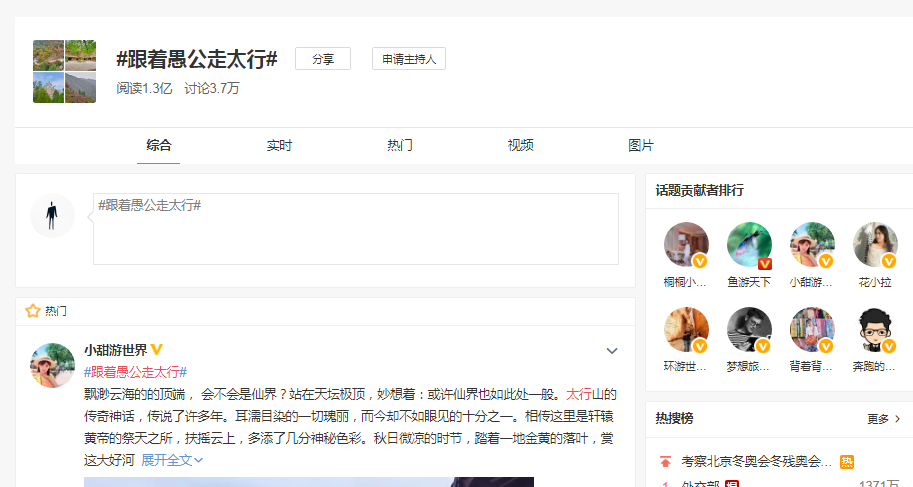 #跟着愚公走太行#
分享
申请主持人
阅读1.3亿 讨论3.7万
综合
实时
热门
视频
图片
#跟着愚公走太行#
热门
小甜游世界
#跟着愚公走太行#
飘渺云海的的顶端， 会不会是仙界？站在天坛极顶，妙想着：或许仙界也如此处一般。太行山的
传奇神话，传说了许多年。耳濡目染的一切瑰丽，而今却不如眼见的十分之一。相传这里是轩辕
黄帝的祭天之所，扶摇云上，多添了几分神秘色彩。秋日微凉的时节，踏着一地金黄的落叶，赏
这大好河 展开全文
话题贡献者排行
桐桐小...
鱼游天下
小甜游...
花小拉
环游世...
梦想旅...
背着背...
奔跑的...
热搜榜
更多
考察北京冬奥会冬残奥会... 热
1371万